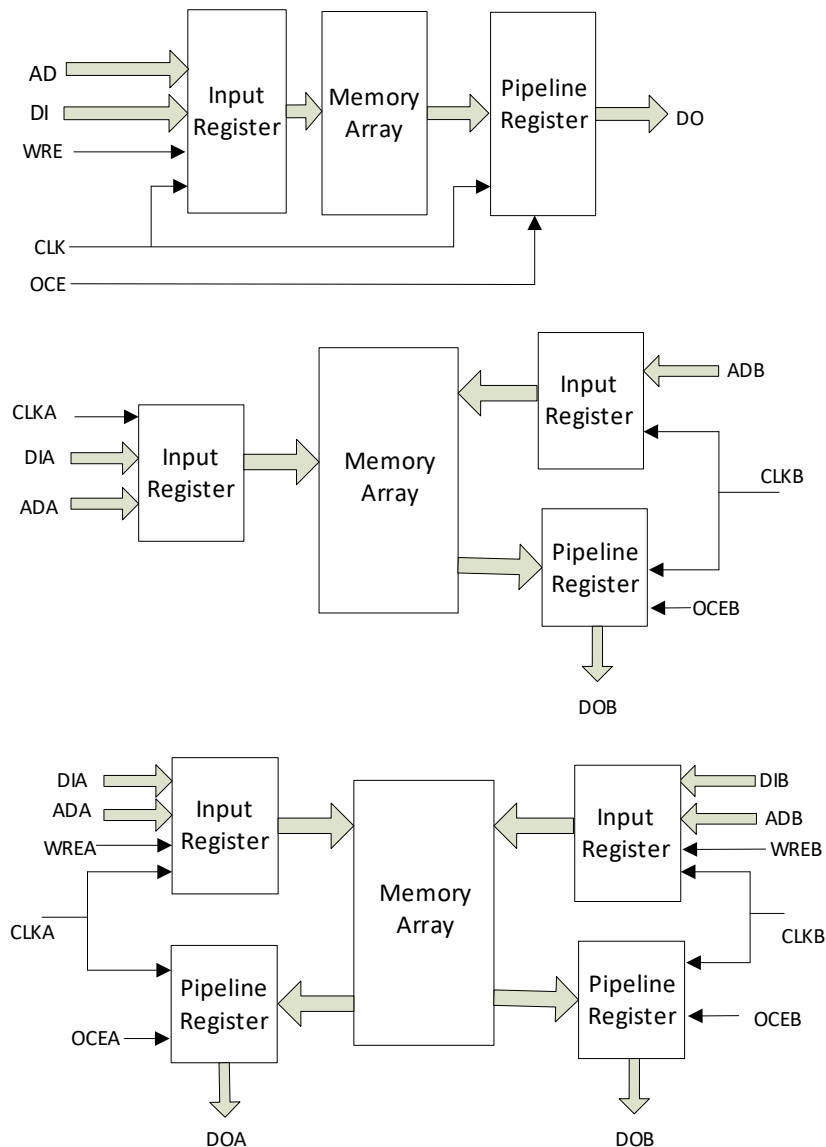 AD
DI
WRE
CLK
OCE
Input
Register
Memory
Array
Pipeline
Register
DO
CLKA
DIA
ADA
Input
Register
Memory
Array
Input
Register
ADB
CLKB
Pipeline
Register
OCEB
DOB
DIA
ADA
WREA
CLKA
OCEA
Input
Register
Pipeline
Register
DOA
Memory
Array
Input
Register
DIB
ADB
WREB
CLKB
Pipeline
Register
OCEB
DOB